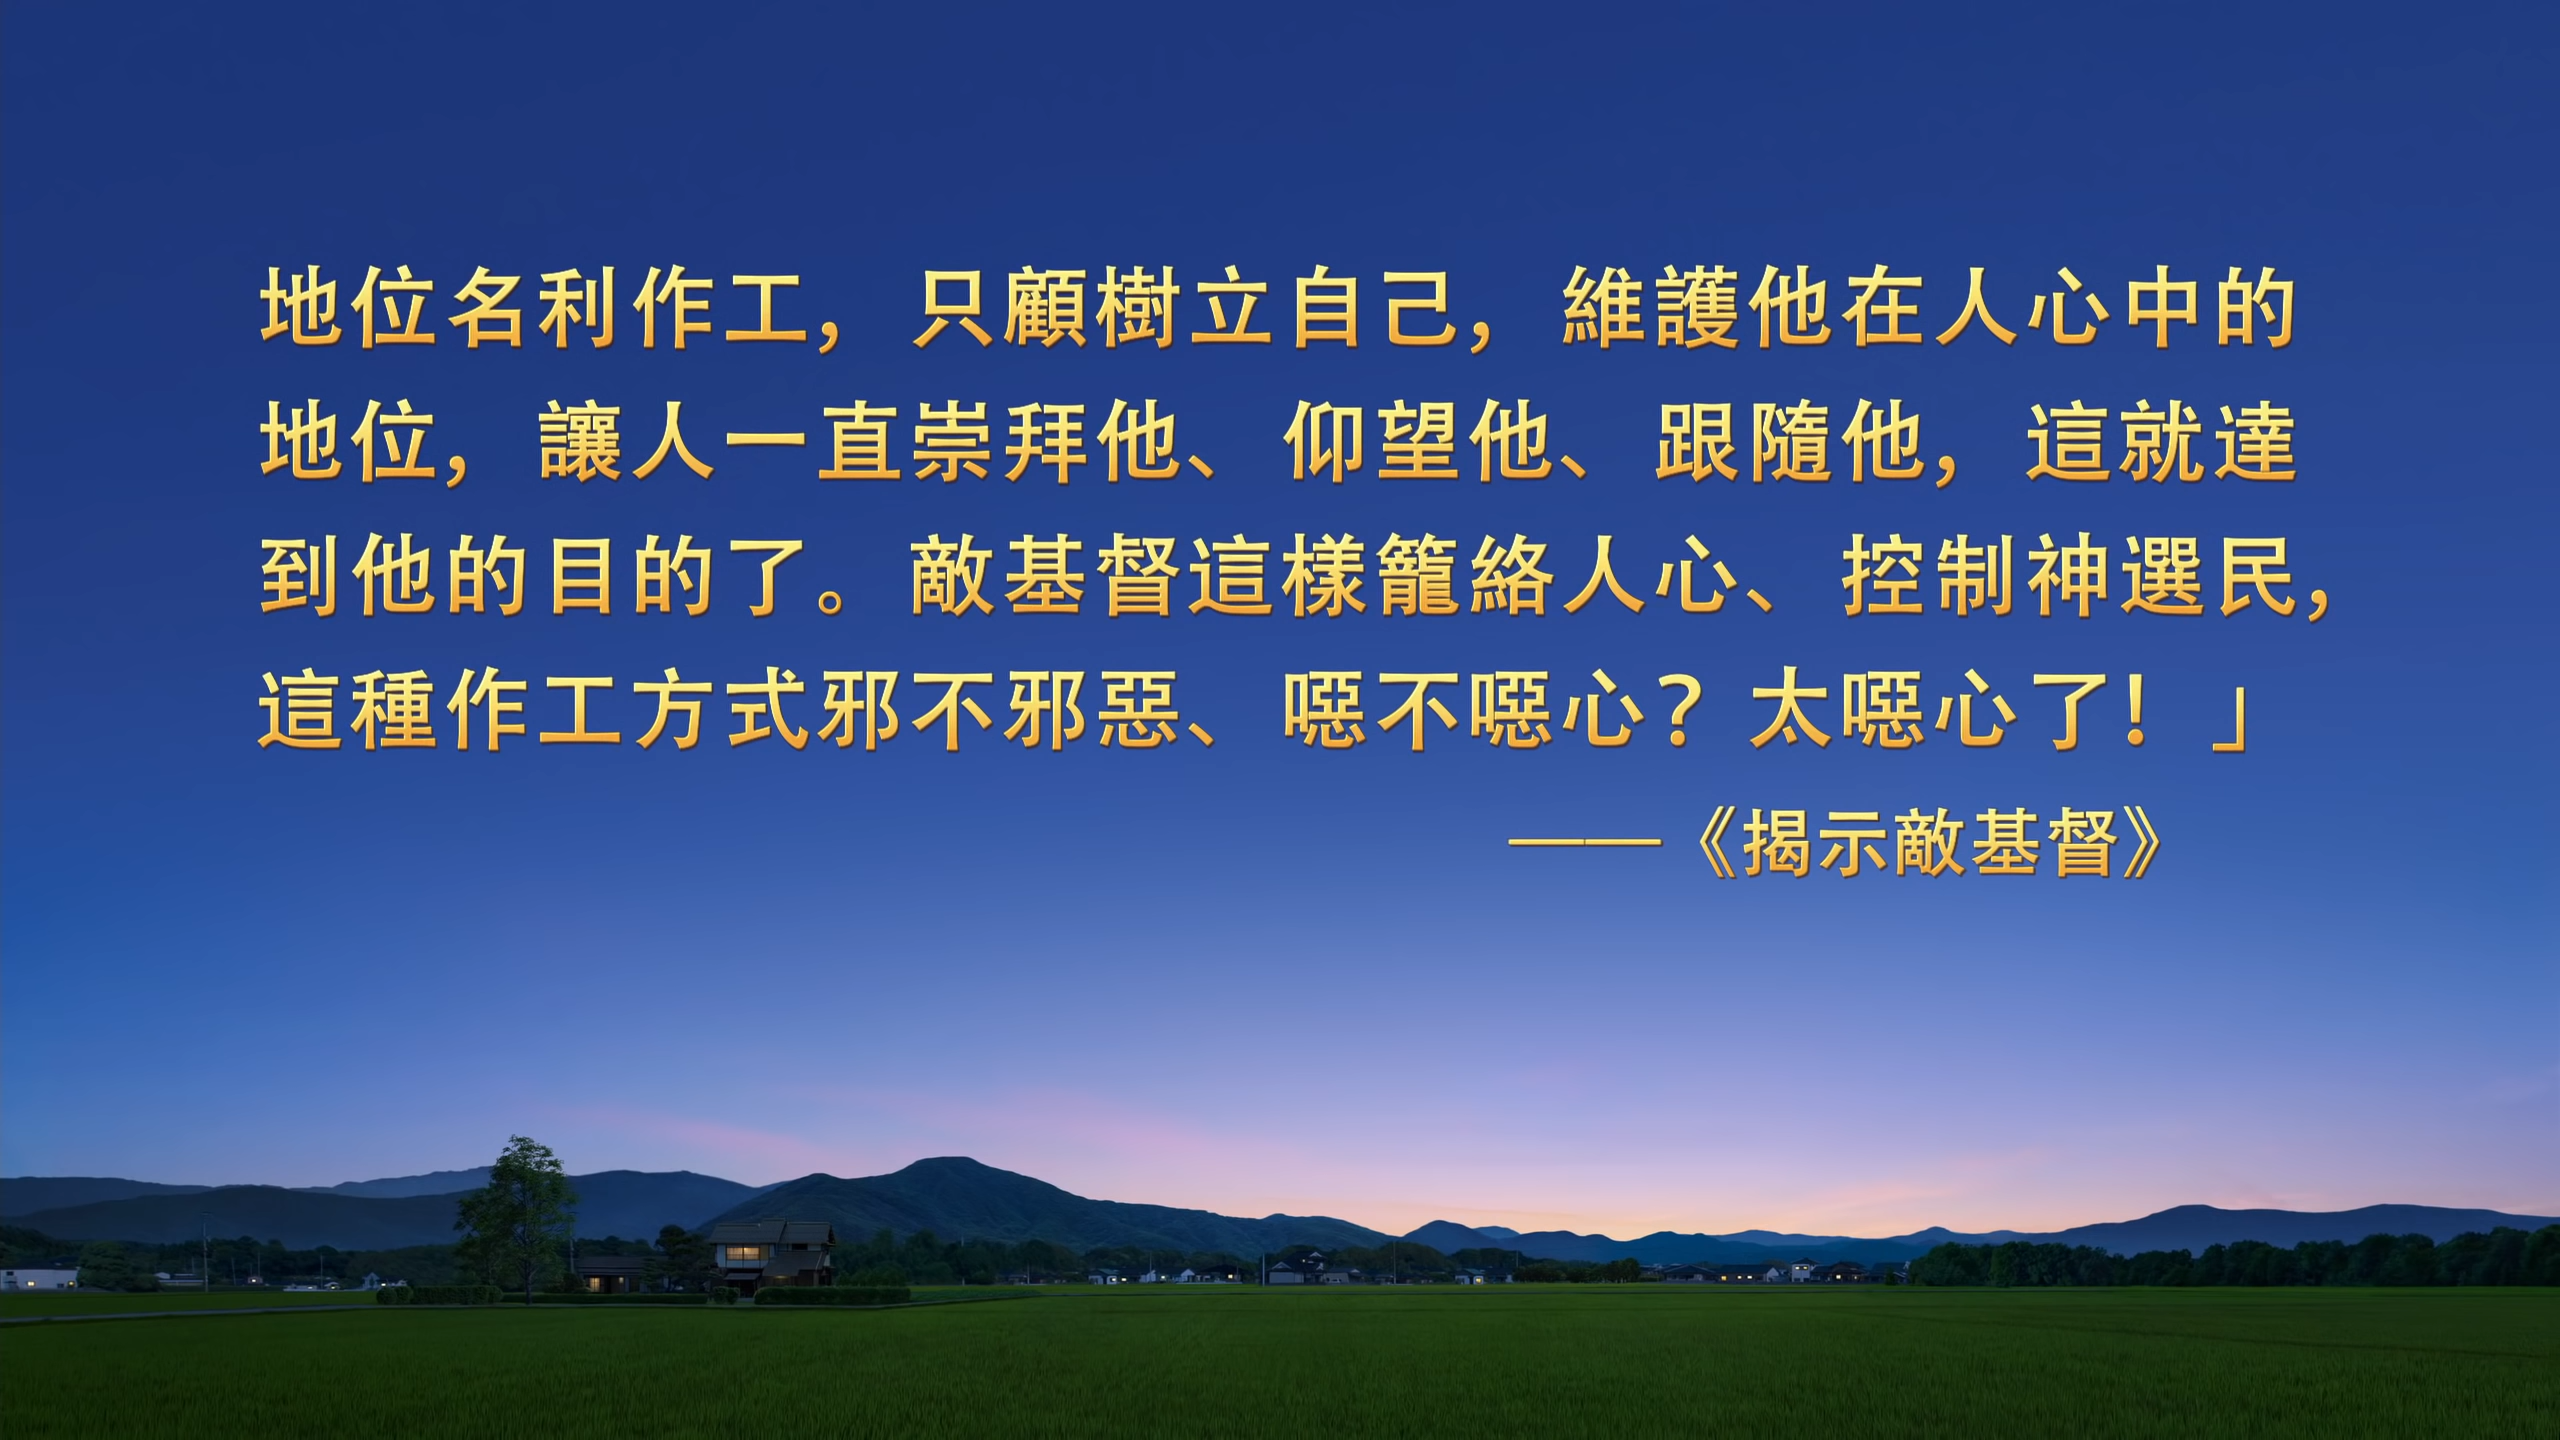 地位名利作工，只顧樹立自己，維護他在人心中的
地位，讓人一直崇拜他、仰望他、跟隨他，這就達
到他的目的了。敵基督這樣籠絡人心、控制神選民，
這種作工方式邪不邪惡、噁不噁心？太噁心了！」
——《揭示敵基督》